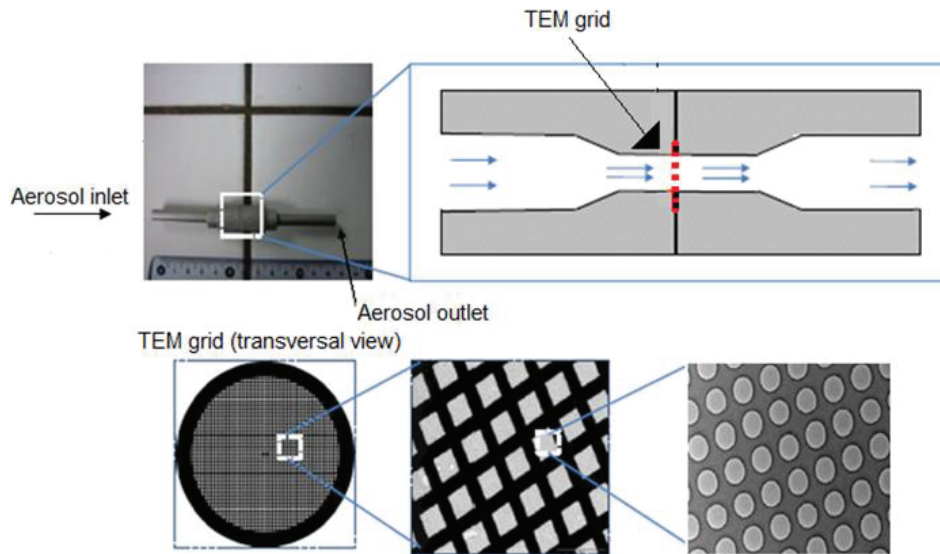 TEM grid
Aerosol inlet
Aerosol outlet
TEM grid (transversal view)